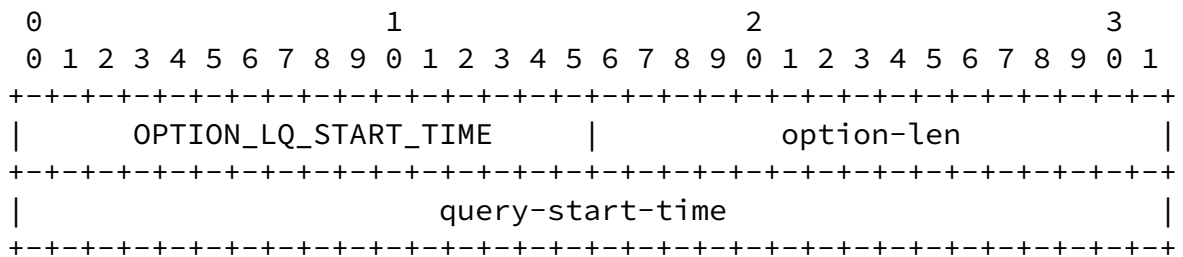 0                   1                   2                   3
 0 1 2 3 4 5 6 7 8 9 0 1 2 3 4 5 6 7 8 9 0 1 2 3 4 5 6 7 8 9 0 1
+-+-+-+-+-+-+-+-+-+-+-+-+-+-+-+-+-+-+-+-+-+-+-+-+-+-+-+-+-+-+-+-+
|      OPTION_LQ_START_TIME     |          option-len           |
+-+-+-+-+-+-+-+-+-+-+-+-+-+-+-+-+-+-+-+-+-+-+-+-+-+-+-+-+-+-+-+-+
|                       query-start-time                        |
+-+-+-+-+-+-+-+-+-+-+-+-+-+-+-+-+-+-+-+-+-+-+-+-+-+-+-+-+-+-+-+-+